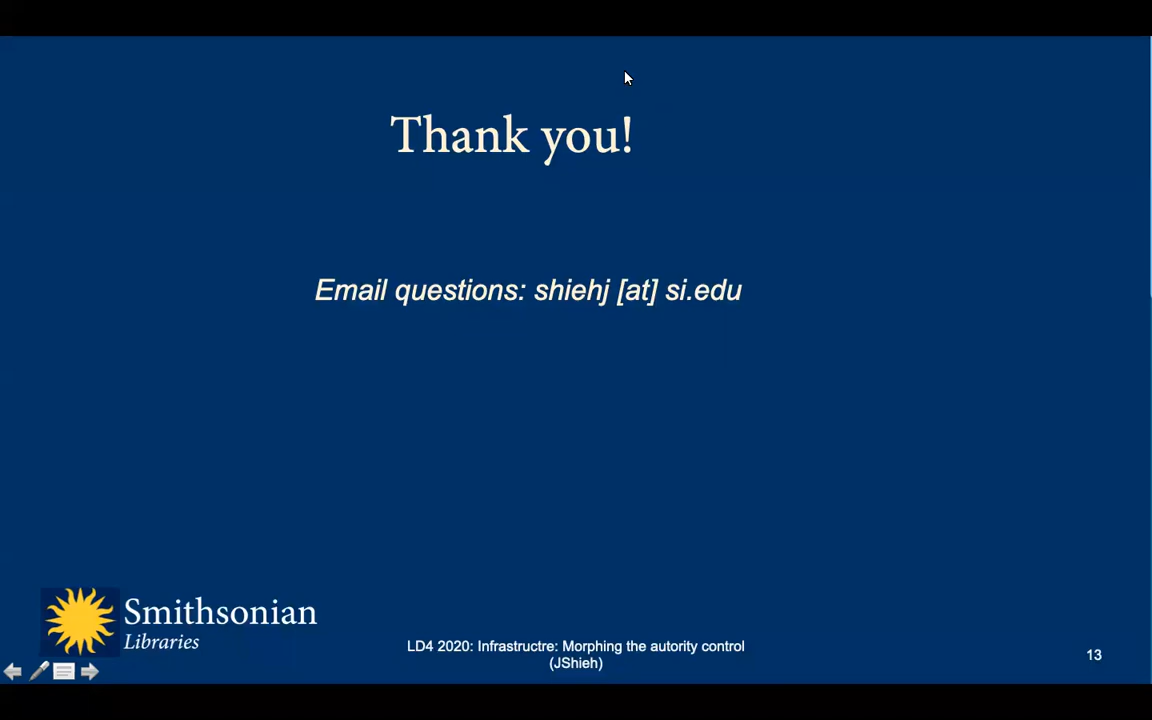 Thank you!
Email questions: shiehj [at] si.edu
Smithsonian
Libraries
LD4 2020: Infrastructre: Morphing the autority control
(JShieh)
13